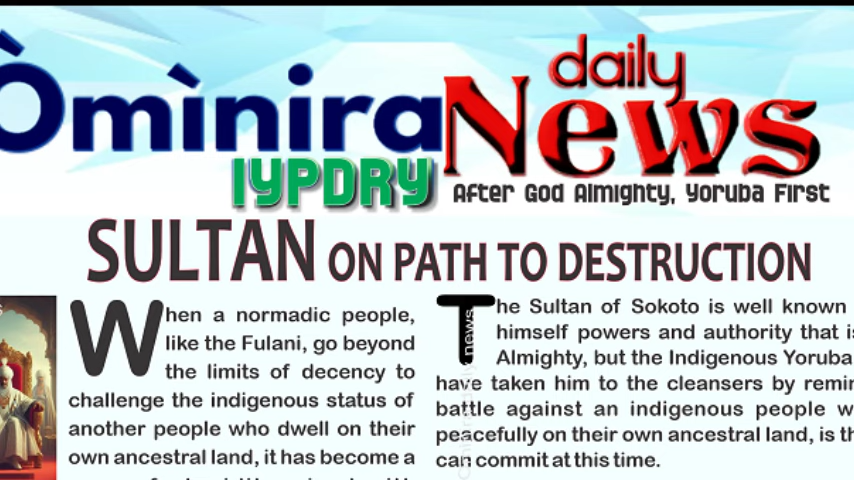 Òmìnira
daily
News
IYPDRY
After God Almighty, Yoruba First
SULTAN ON PATH TO DESTRUCTION
When a normadic people,
like the Fulani, go beyond
the limits of decency to
challenge the indigenous status of
another people who dwell on their
own ancestral land, it has become a
The Sultan of Sokoto is well known
himself powers and authority that
Almighty, but the Indigenous Yoruba
have taken him to the cleansers by
battle against an indigenous people
peacefully on their own ancestral land, is
can commit at this time.
news